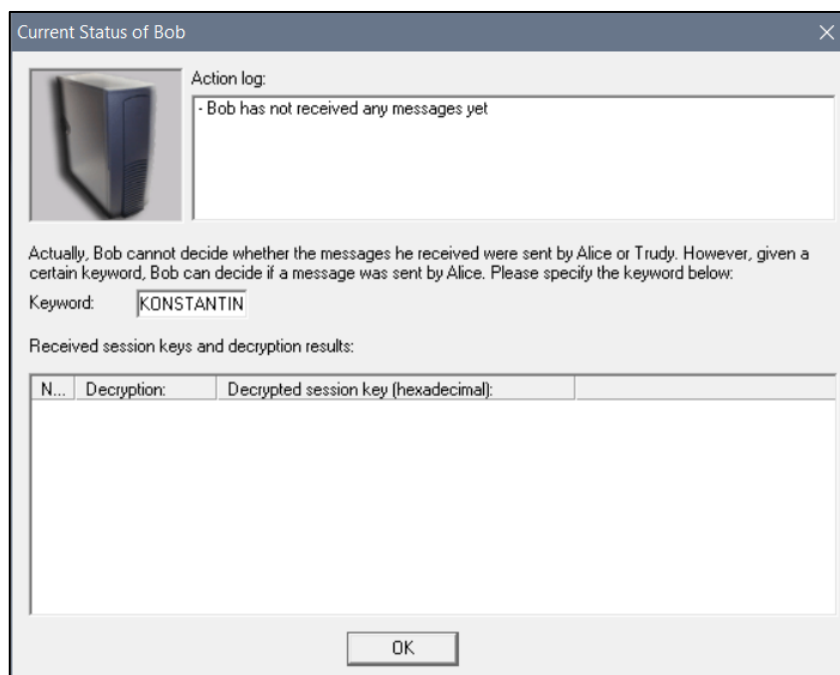 Current Status of Bob
Action log:
- Bob has not received any messages yet
Actually, Bob cannot decide whether the messages he received were sent by Alice or Trudy. However, given a
certain keyword, Bob can decide if a message was sent by Alice. Please specify the keyword below:
Keyword: KONSTANTIN
Received session keys and decryption results:
N... Decryption: Decrypted session key (hexadecimal):
OK